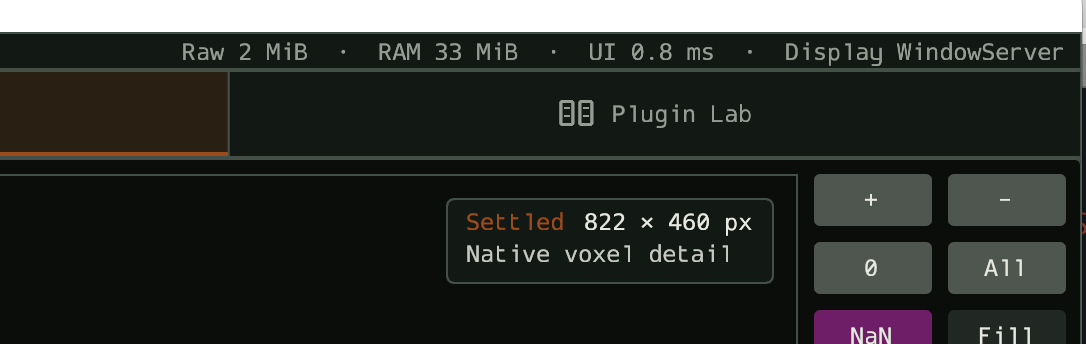 Raw 2 MiB · RAM 33 MiB · UI 0.8 ms · Display WindowServer
Plugin Lab
Settled 822 × 460 px
Native voxel detail
+ −
0 All
NaN Fill